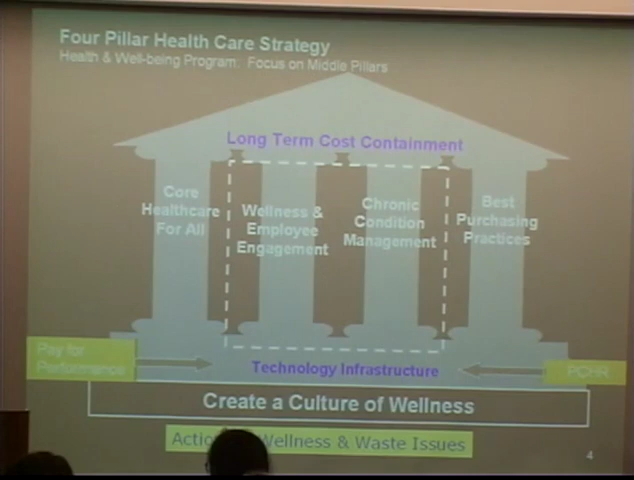 Four Pillar Health Care Strategy
Health & Well-being Program: Focus on Middle Pillars
Long Term Cost Containment
Core
Healthcare
For All
Wellness &
Employee
Engagement
Chronic
Condition
Management
Best
Purchasing
Practices
Pay for
Performance
Technology Infrastructure
PCHR
Create a Culture of Wellness
Wellness & Waste Issues
4